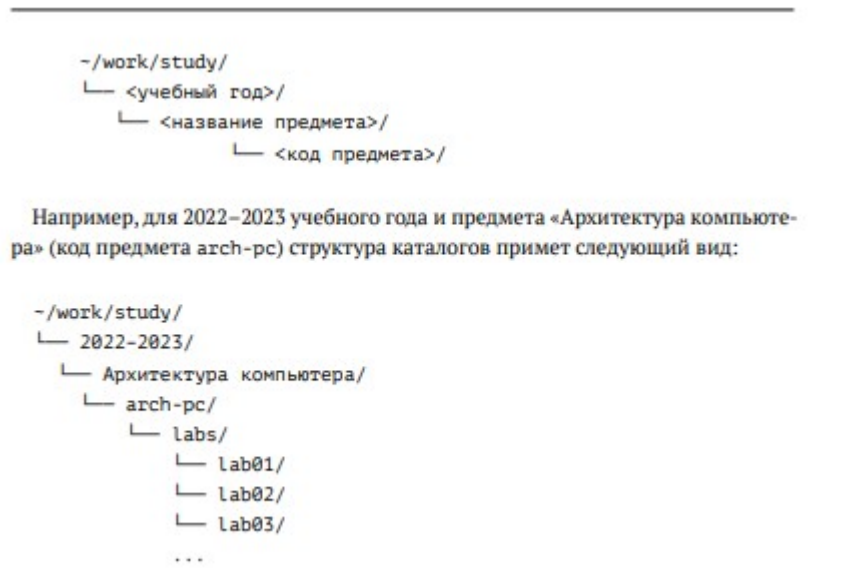 ~/work/study/
└── <учебный год>/
└── <название предмета>/
└── <код предмета>/
Например, для 2022–2023 учебного года и предмета «Архитектура компьюте-
ра» (код предмета arch-pc) структура каталогов примет следующий вид:
~/work/study/
└── 2022-2023/
└── Архитектура компьютера/
└── arch-pc/
└── labs/
└── lab01/
└── lab02/
└── lab03/
...